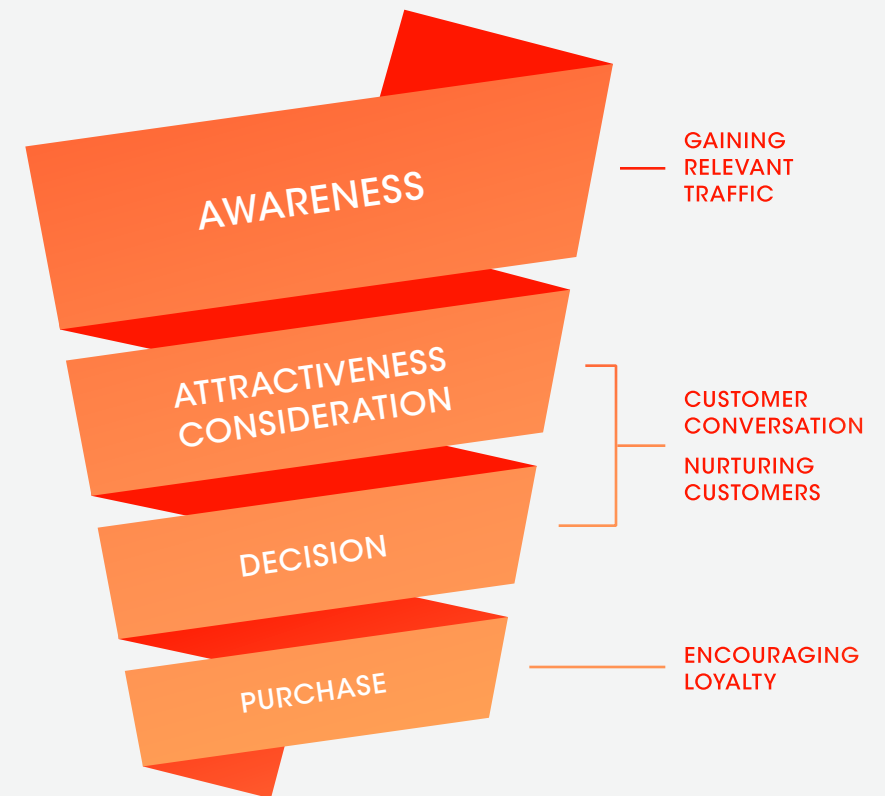 AWARENESS
GAINING
RELEVANT
TRAFFIC
ATTRACTIVENESS
CONSIDERATION
CUSTOMER
CONVERSATION
NURTURING
CUSTOMERS
DECISION
PURCHASE
ENCOURAGING
LOYALTY